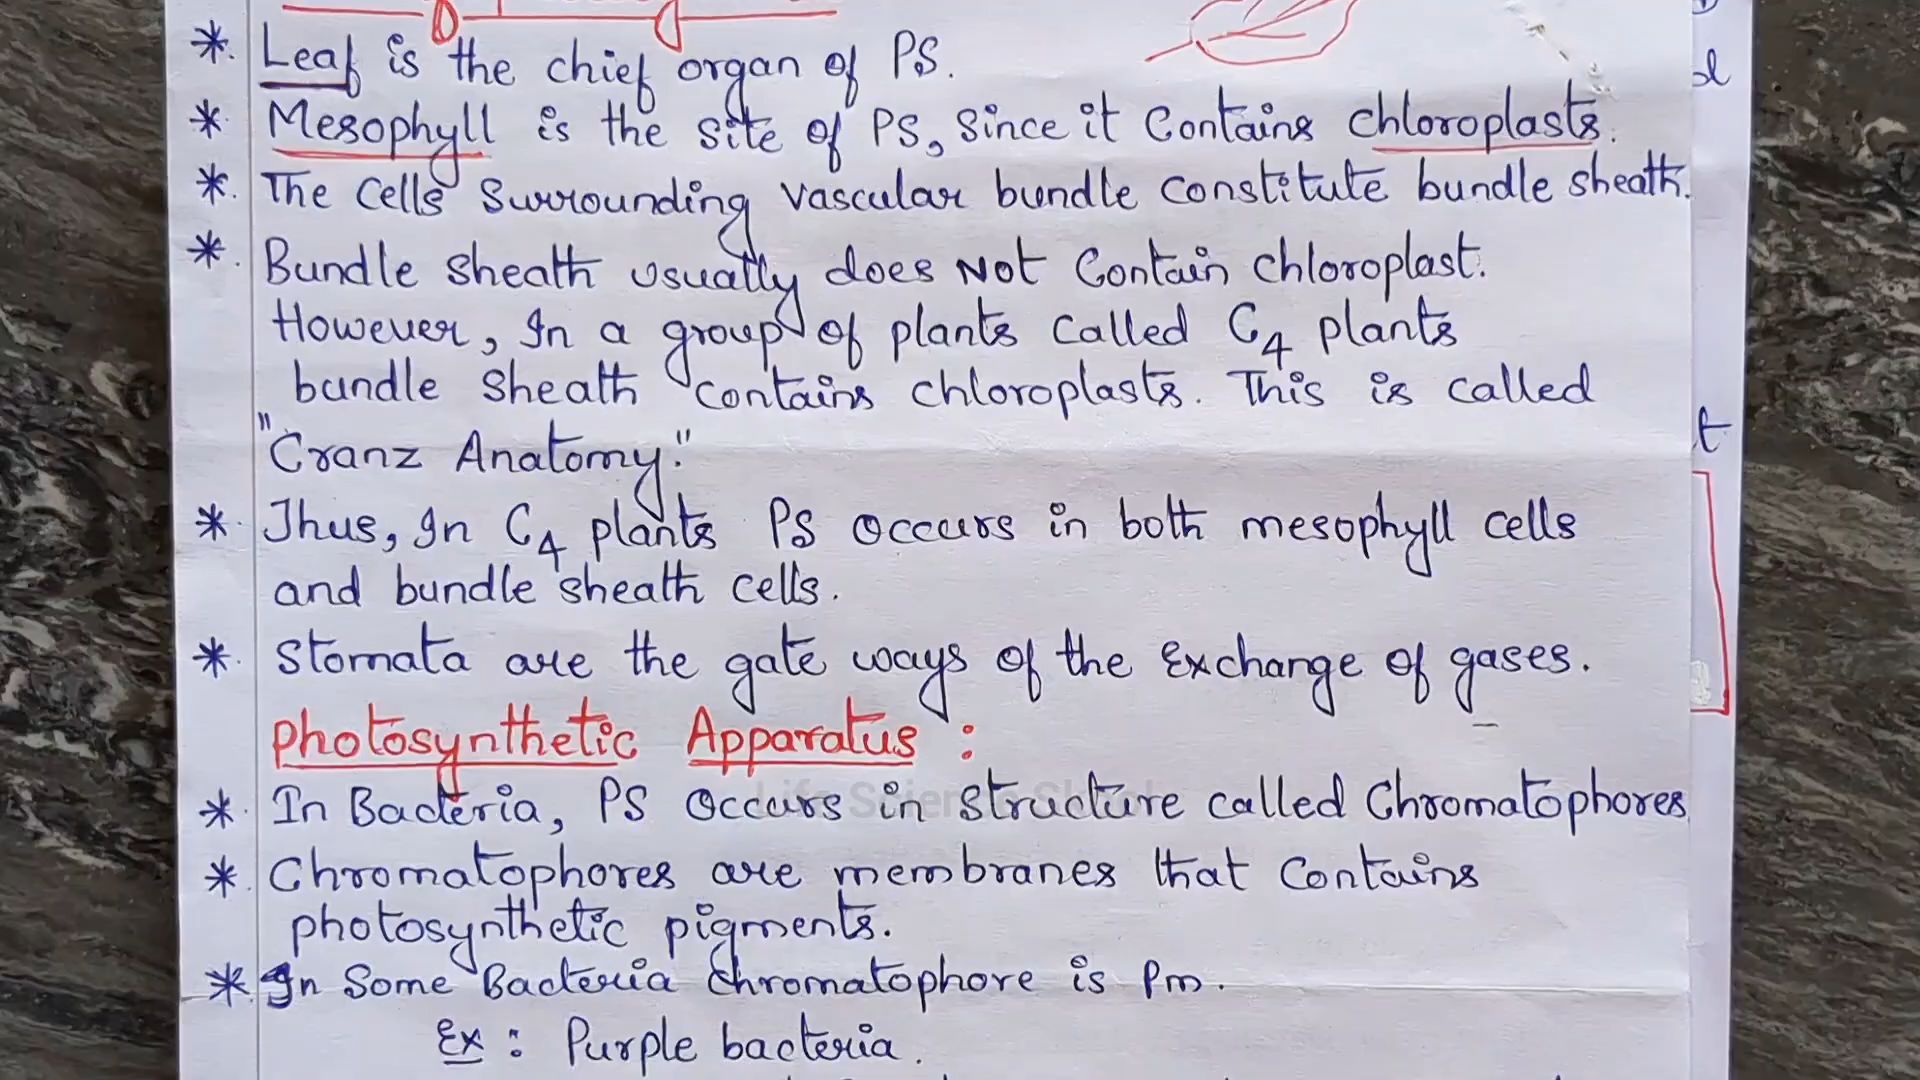 * Leaf is the chief organ of PS.
* Mesophyll is the site of PS, Since it Contains chloroplasts.
* The Cells Surrounding vascular bundle constitute bundle sheath.
* Bundle sheath usually does Not Contain chloroplast.
However, In a group of plants called C4 plants
bundle sheath contains chloroplasts. This is called
"Cranz Anatomy."
* Thus, In C4 plants PS occurs in both mesophyll cells
and bundle sheath cells.
* Stomata are the gate ways of the Exchange of gases.
Photosynthetic Apparatus :
* In Bacteria, PS occurs in structure called Chromatophores
* Chromatophores are membranes that Contains
photosynthetic pigments.
* In Some Bacteria Chromatophore is Pm.
Ex : Purple bacteria.